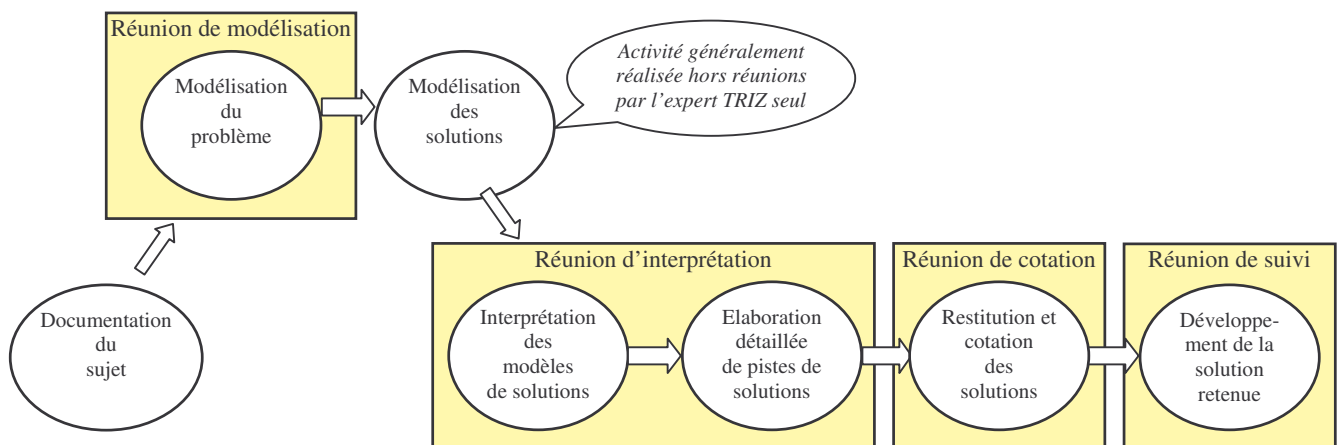 Réunion de modélisation
Modélisation
du
problème
Modélisation
des
solutions
Activité généralement
réalisée hors réunions
par l’expert TRIZ seul
Documentation
du
sujet
Réunion d’interprétation
Interprétation
des
modèles
de solutions
Elaboration
détaillée
de pistes de
solutions
Réunion de cotation
Restitution et
cotation
des
solutions
Réunion de suivi
Développe-
ment de la
solution
retenue